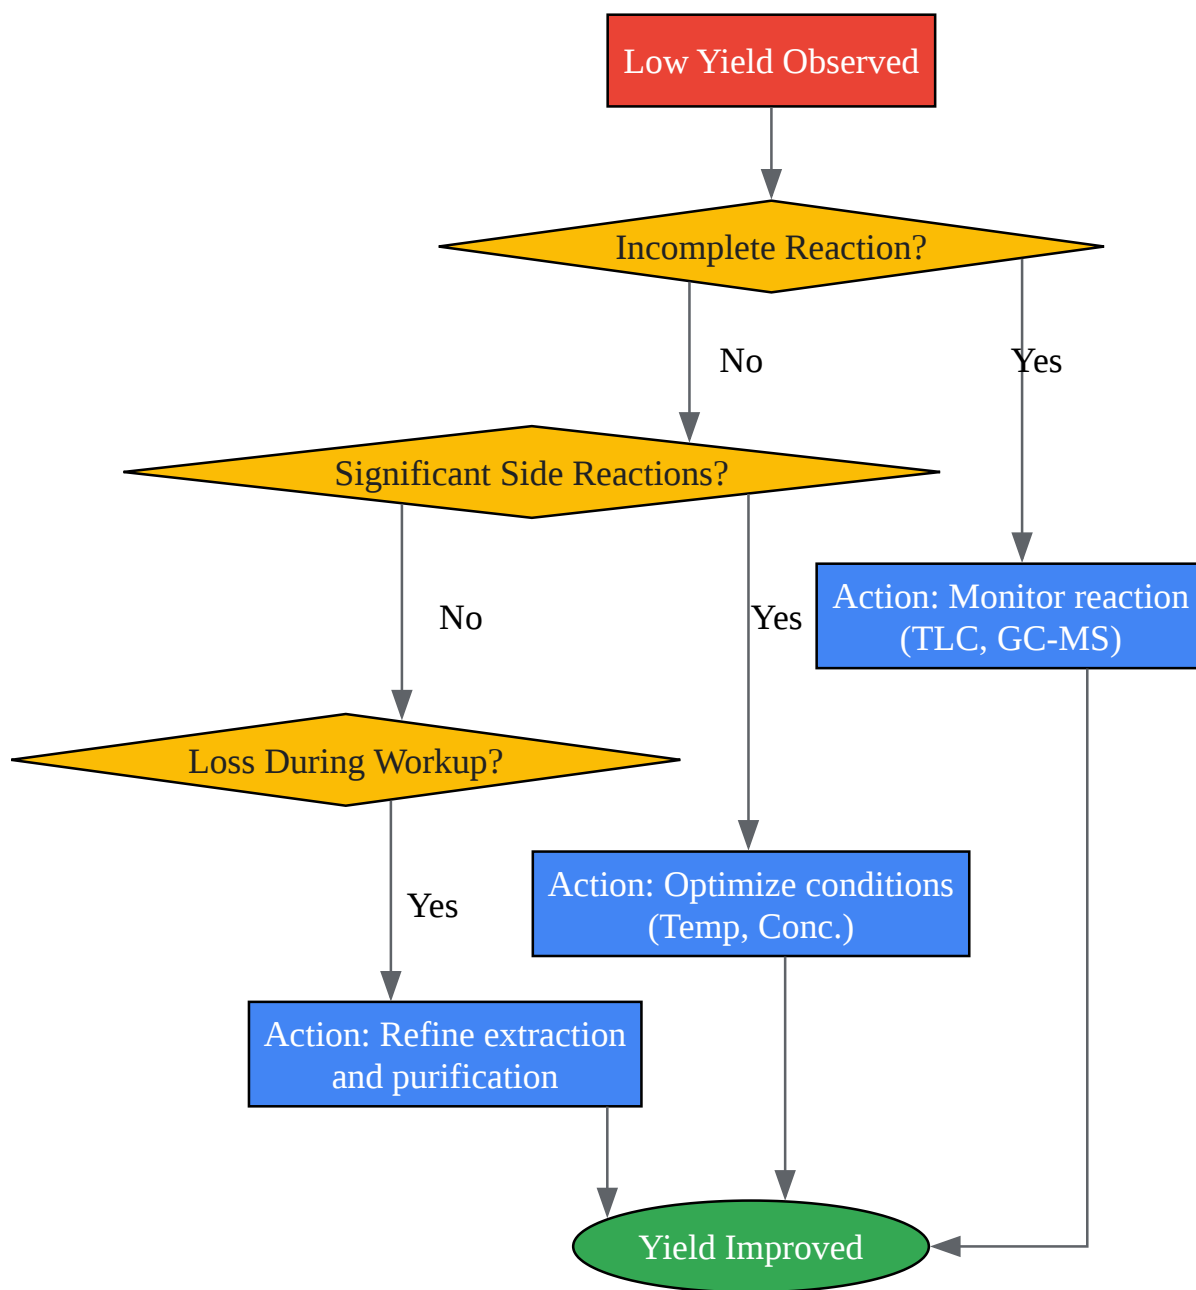 Low Yield Observed
Incomplete Reaction?
No
Yes
Significant Side Reactions?
Action: Monitor reaction
(TLC, GC-MS)
No
Yes
Loss During Workup?
Action: Optimize conditions
(Temp, Conc.)
Yes
Action: Refine extraction
and purification
Yield Improved